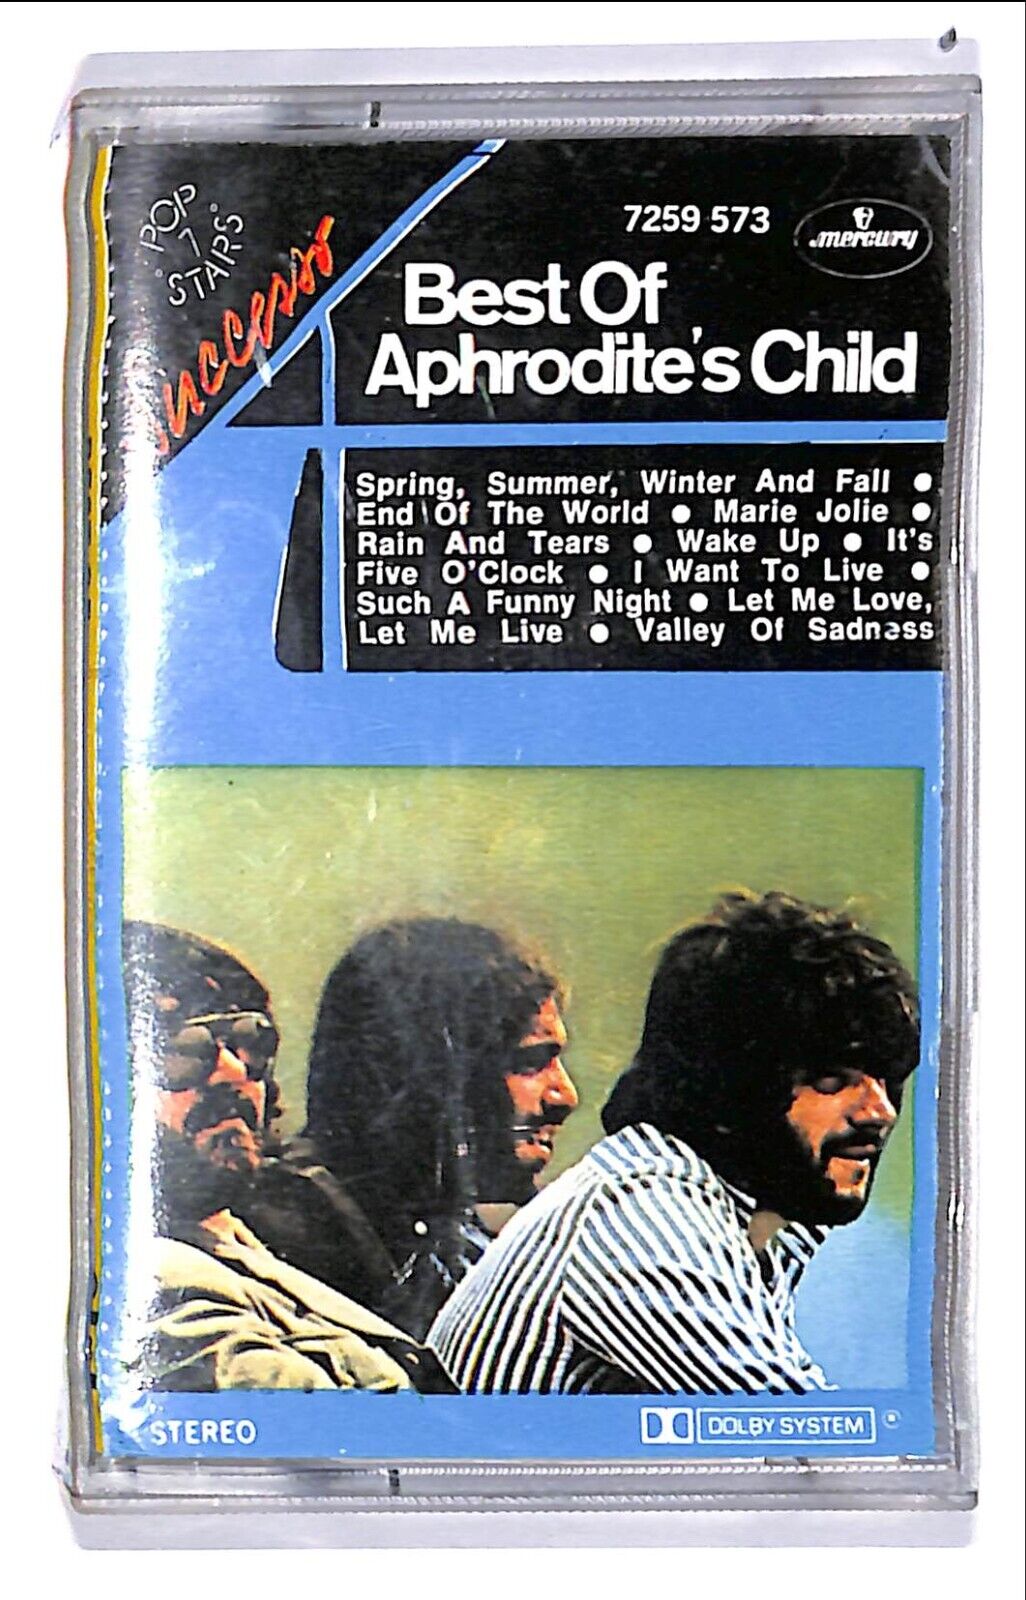 POP
7
STARS
successo
7259 573
mercury
Best Of
Aphrodite's Child
Spring, Summer, Winter And Fall ●
End Of The World ● Marie Jolie ●
Rain And Tears ● Wake Up ● It's
Five O'Clock ● I Want To Live ●
Such A Funny Night ● Let Me Love,
Let Me Live ● Valley Of Sadness
STEREO
DOLBY SYSTEM